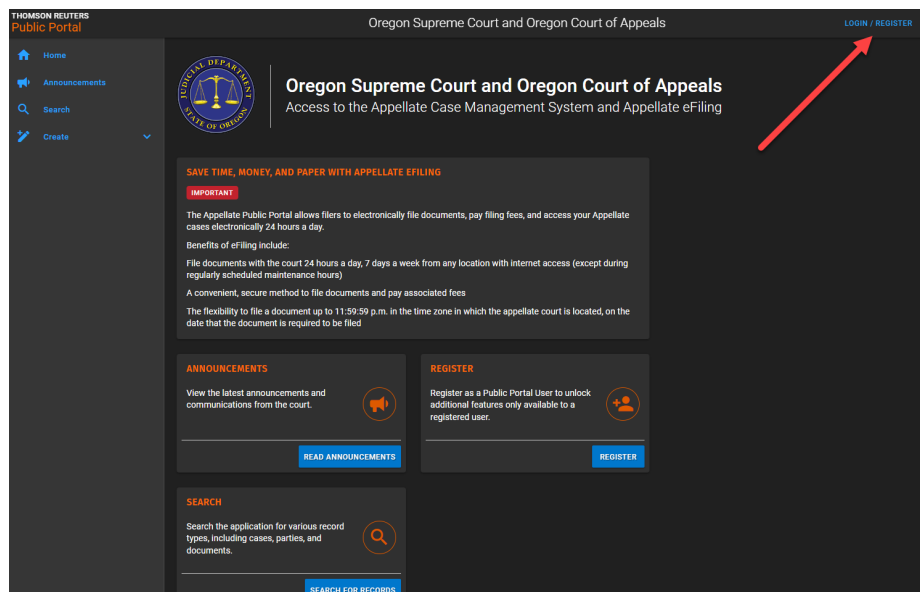 THOMSON REUTERS
Public Portal
Oregon Supreme Court and Oregon Court of Appeals
LOGIN / REGISTER
Home
Announcements
Search
Create
JUDICIAL DEPARTMENT
STATE OF OREGON
Oregon Supreme Court and Oregon Court of Appeals
Access to the Appellate Case Management System and Appellate eFiling
SAVE TIME, MONEY, AND PAPER WITH APPELLATE EFILING
IMPORTANT
The Appellate Public Portal allows filers to electronically file documents, pay filing fees, and access your Appellate
cases electronically 24 hours a day.
Benefits of eFiling include:
File documents with the court 24 hours a day, 7 days a week from any location with internet access (except during
regularly scheduled maintenance hours)
A convenient, secure method to file documents and pay associated fees
The flexibility to file a document up to 11:59:59 p.m. in the time zone in which the appellate court is located, on the
date that the document is required to be filed
ANNOUNCEMENTS
View the latest announcements and
communications from the court.
READ ANNOUNCEMENTS
REGISTER
Register as a Public Portal User to unlock
additional features only available to a
registered user.
REGISTER
SEARCH
Search the application for various record
types, including cases, parties, and
documents.
SEARCH FOR RECORDS